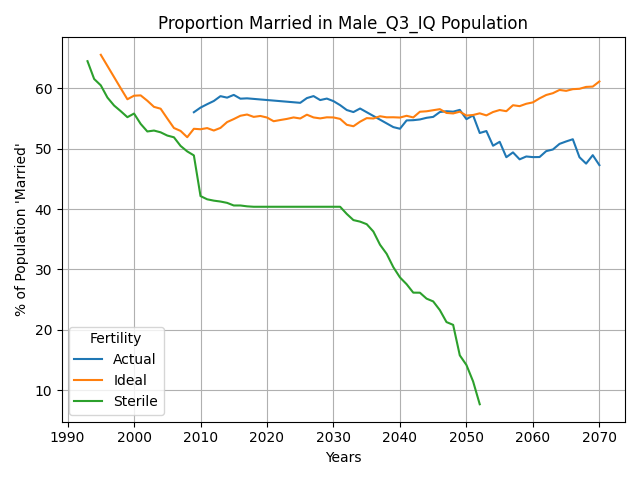 Proportion Married in Male_Q3_IQ Population
% of Population 'Married'
60
50
40
30
20
10
Fertility
Actual
Ideal
Sterile
1990 2000 2010 2020 2030 2040 2050 2060 2070
Years